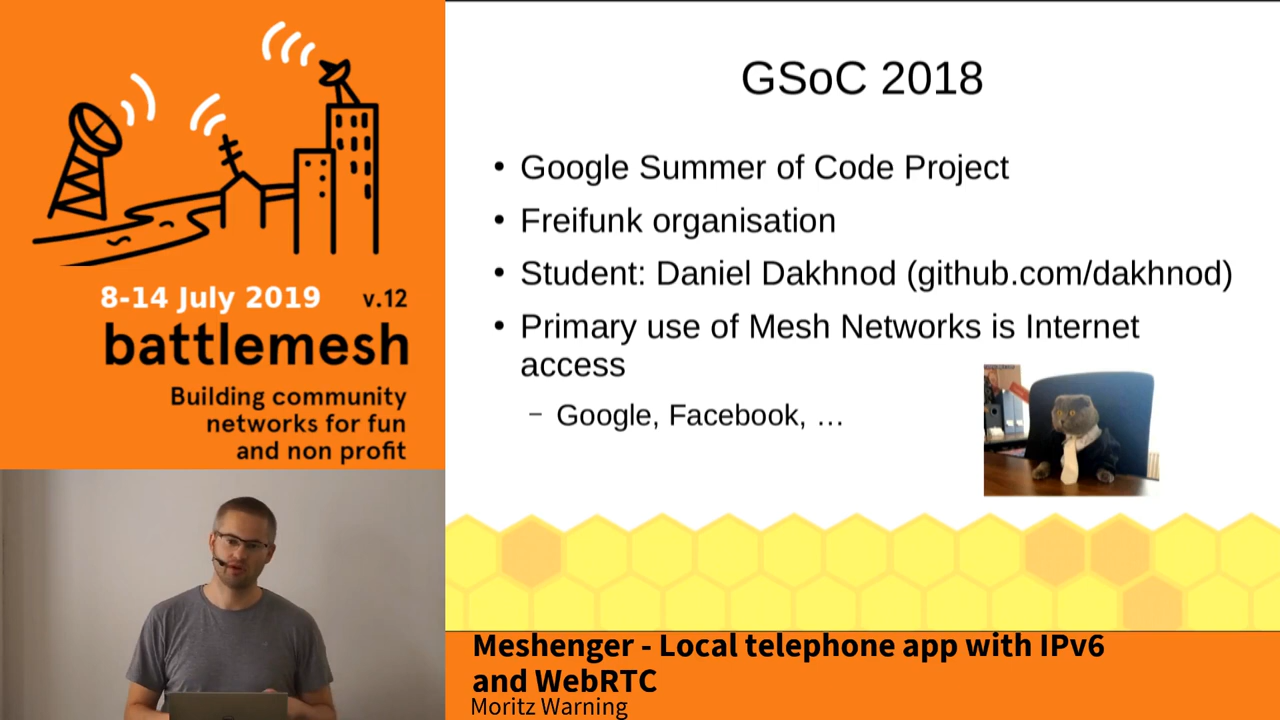 8-14 July 2019 v.12
battlemesh
Building community
networks for fun
and non profit
GSoC 2018
• Google Summer of Code Project
• Freifunk organisation
• Student: Daniel Dakhnod (github.com/dakhnod)
• Primary use of Mesh Networks is Internet
access
– Google, Facebook, …
Meshenger - Local telephone app with IPv6
and WebRTC
Moritz Warning